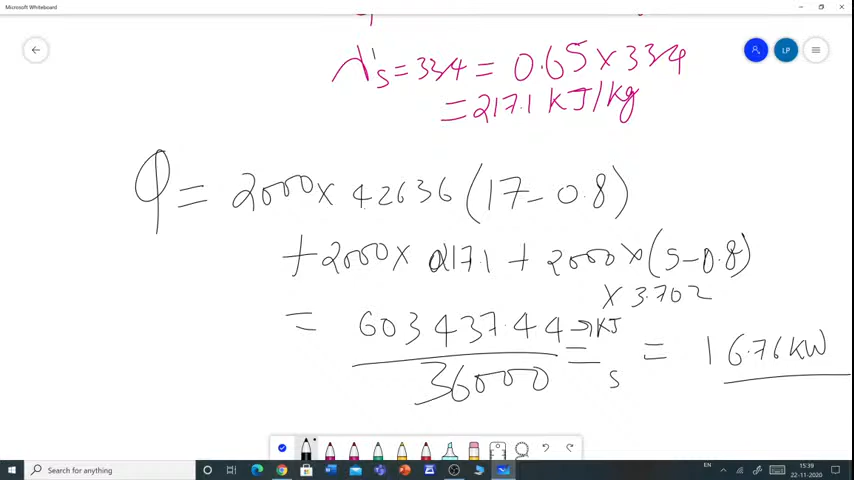 Microsoft Whiteboard
LP
λ's = 334 = 0.65 × 334
= 217.1 KJ/kg
Q = 2000 × 4.2636 (17 - 0.8)
+ 2000 × 217.1 + 2000 × (5 - 0.8)
× 3.702
= 603437.44 KJ
36000 s
= 16.76 KW
Search for anything
EN
15:39
22-11-2020